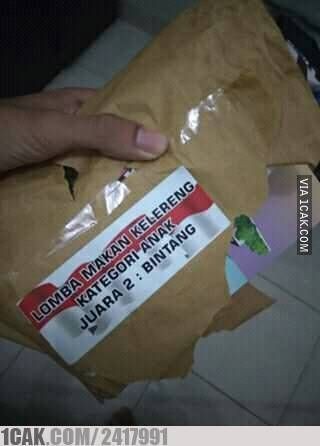 LOMBA MAKAN KELERENG
KATEGORI ANAK
JUARA 2 : BINTANG
VIA 1CAK.COM
1CAK.COM/2417991